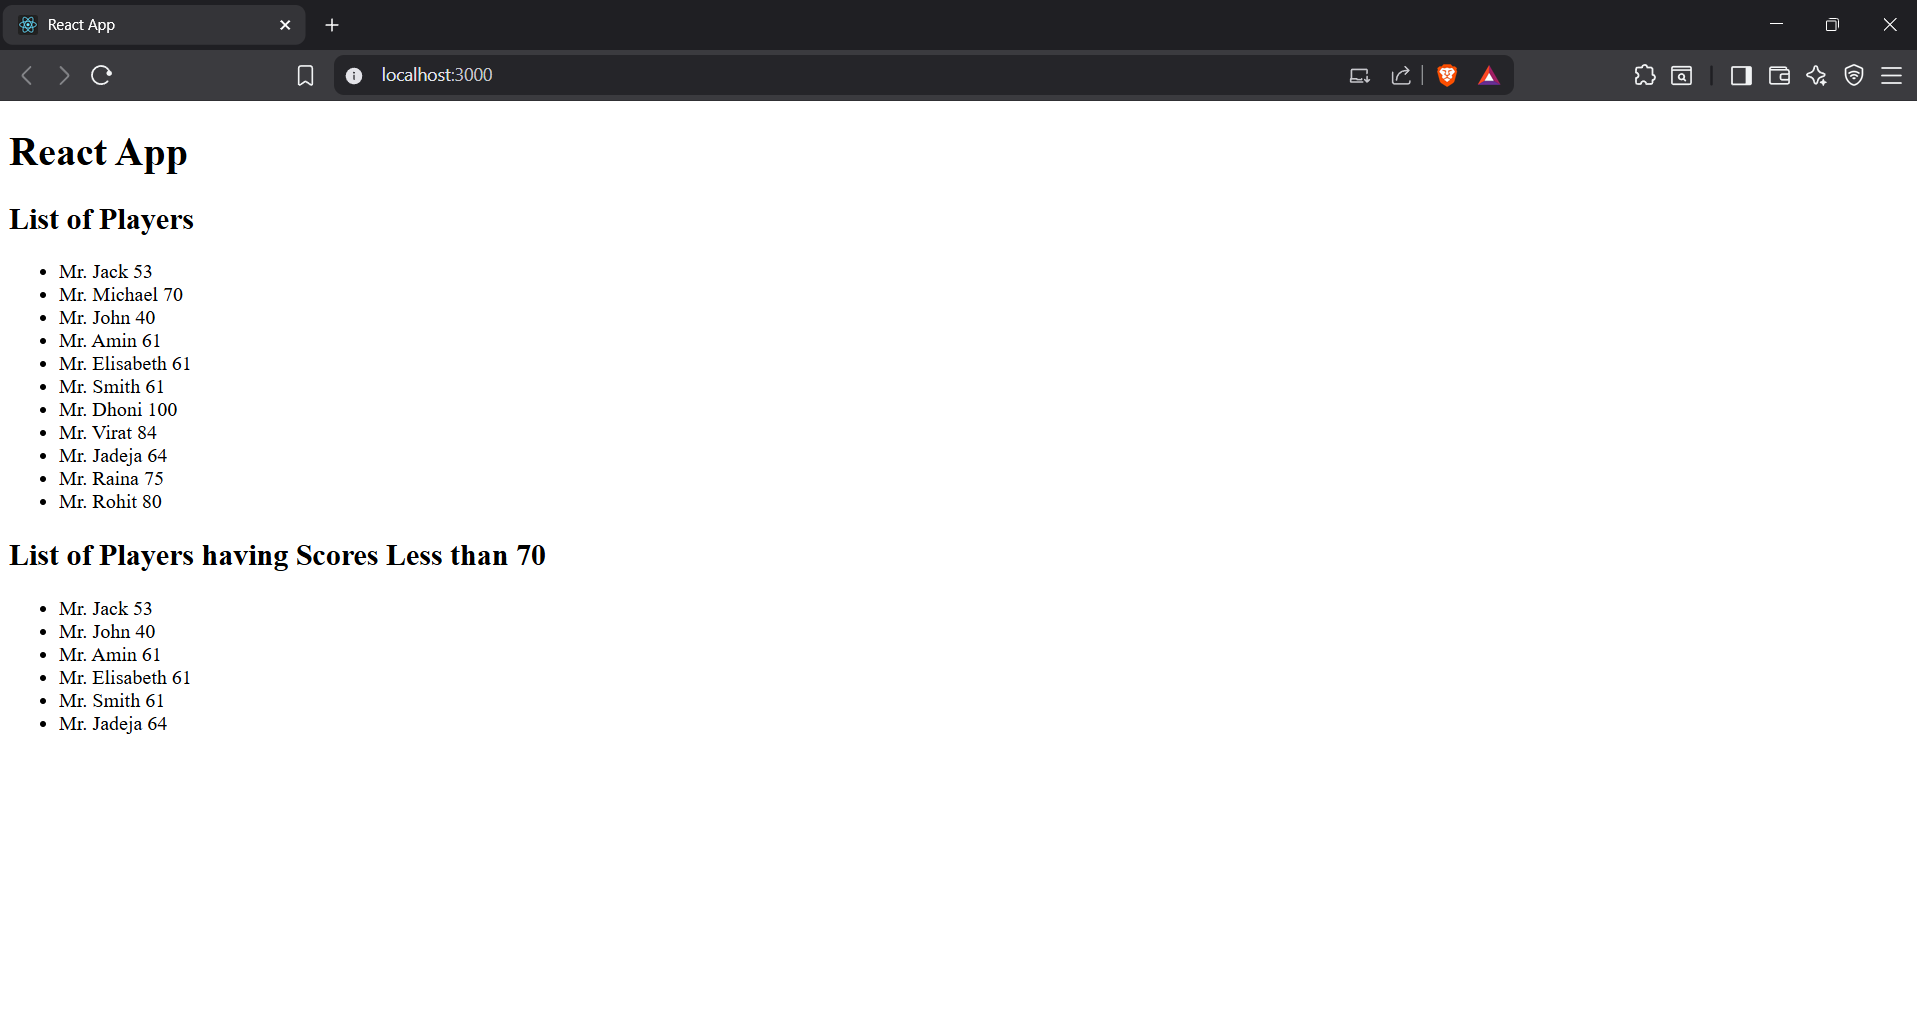 React App
localhost:3000
React App
List of Players
Mr. Jack 53
Mr. Michael 70
Mr. John 40
Mr. Amin 61
Mr. Elisabeth 61
Mr. Smith 61
Mr. Dhoni 100
Mr. Virat 84
Mr. Jadeja 64
Mr. Raina 75
Mr. Rohit 80
List of Players having Scores Less than 70
Mr. Jack 53
Mr. John 40
Mr. Amin 61
Mr. Elisabeth 61
Mr. Smith 61
Mr. Jadeja 64